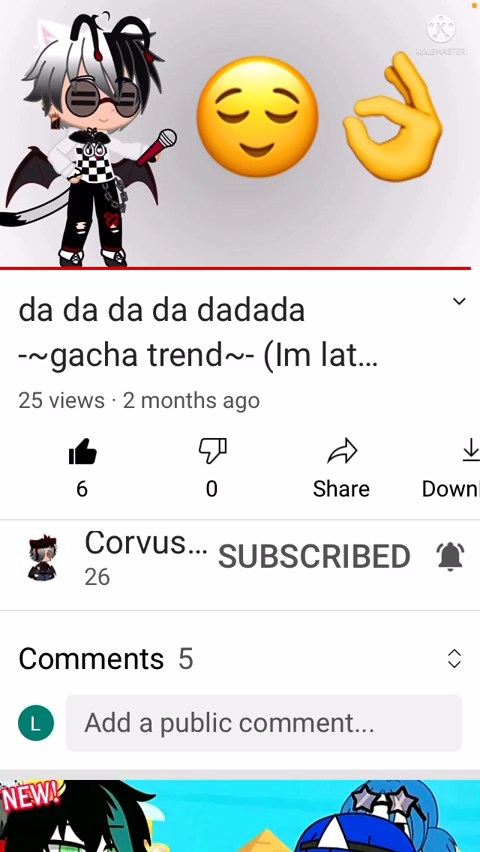 KINEMASTER
da da da da dadada
-~gacha trend~- (Im lat...
25 views · 2 months ago
6
0
Share
Downl
Corvus...
SUBSCRIBED
26
Comments 5
L
Add a public comment...
NEW!